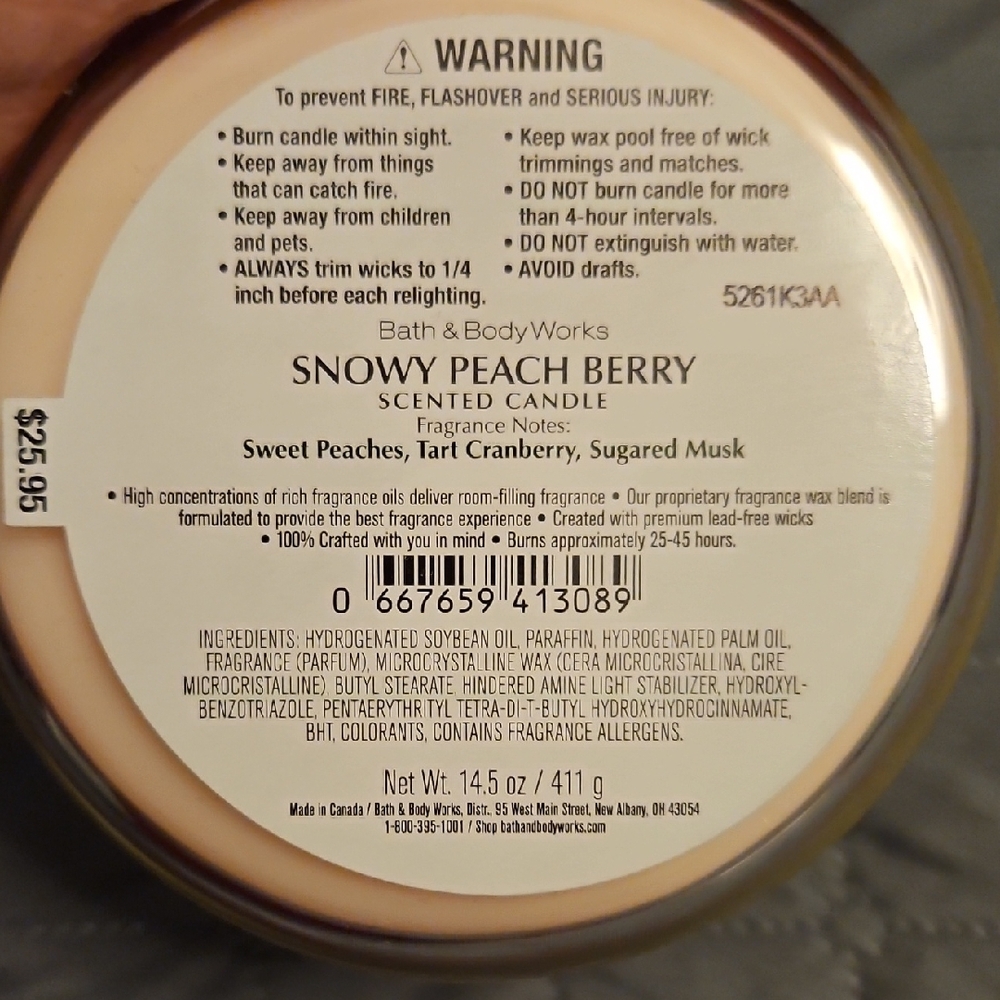 WARNING
To prevent FIRE, FLASHOVER and SERIOUS INJURY:
• Burn candle within sight.
• Keep away from things
that can catch fire.
• Keep away from children
and pets.
• ALWAYS trim wicks to 1/4
inch before each relighting.
• Keep wax pool free of wick
trimmings and matches.
• DO NOT burn candle for more
than 4-hour intervals.
• DO NOT extinguish with water.
• AVOID drafts.
5261K3AA
Bath & Body Works
SNOWY PEACH BERRY
SCENTED CANDLE
Fragrance Notes:
Sweet Peaches, Tart Cranberry, Sugared Musk
$25.95
• High concentrations of rich fragrance oils deliver room-filling fragrance • Our proprietary fragrance wax blend is
formulated to provide the best fragrance experience • Created with premium lead-free wicks
• 100% Crafted with you in mind • Burns approximately 25-45 hours.
0 667659 413089
INGREDIENTS: HYDROGENATED SOYBEAN OIL, PARAFFIN, HYDROGENATED PALM OIL,
FRAGRANCE (PARFUM), MICROCRYSTALLINE WAX (CERA MICROCRISTALLINA, CIRE
MICROCRISTALLINE), BUTYL STEARATE, HINDERED AMINE LIGHT STABILIZER, HYDROXYL-
BENZOTRIAZOLE, PENTAERYTHRITYL TETRA-DI-T-BUTYL HYDROXYHYDROCINNAMATE,
BHT, COLORANTS, CONTAINS FRAGRANCE ALLERGENS.
Net Wt. 14.5 oz / 411 g
Made in Canada / Bath & Body Works, Distr., 95 West Main Street, New Albany, OH 43054
1-800-395-1001 / Shop bathandbodyworks.com